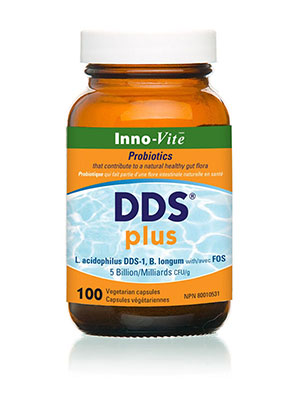 Inno-Vite
Probiotics
that contribute to a natural healthy gut flora
Probiotique qui fait partie d'une flore intestinale naturelle en santé
DDS®
plus
L. acidophilus DDS-1, B. longum with/avec FOS
5 Billion/Milliards CFU/g
100 Vegetarian capsules
Capsules végétariennes
NPN 80010531